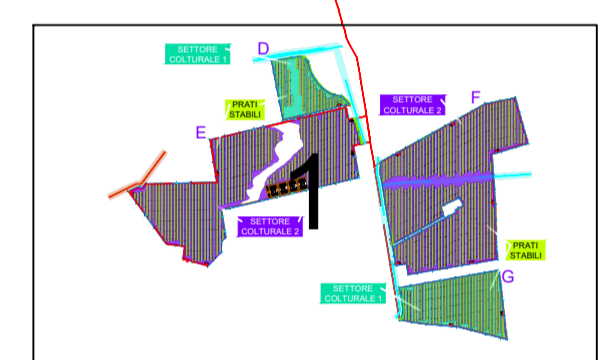 SETTORE
COLTURALE 1
D
PRATI
STABILI
SETTORE
COLTURALE 2
F
E
1
SETTORE
COLTURALE 2
PRATI
STABILI
G
SETTORE
COLTURALE 1